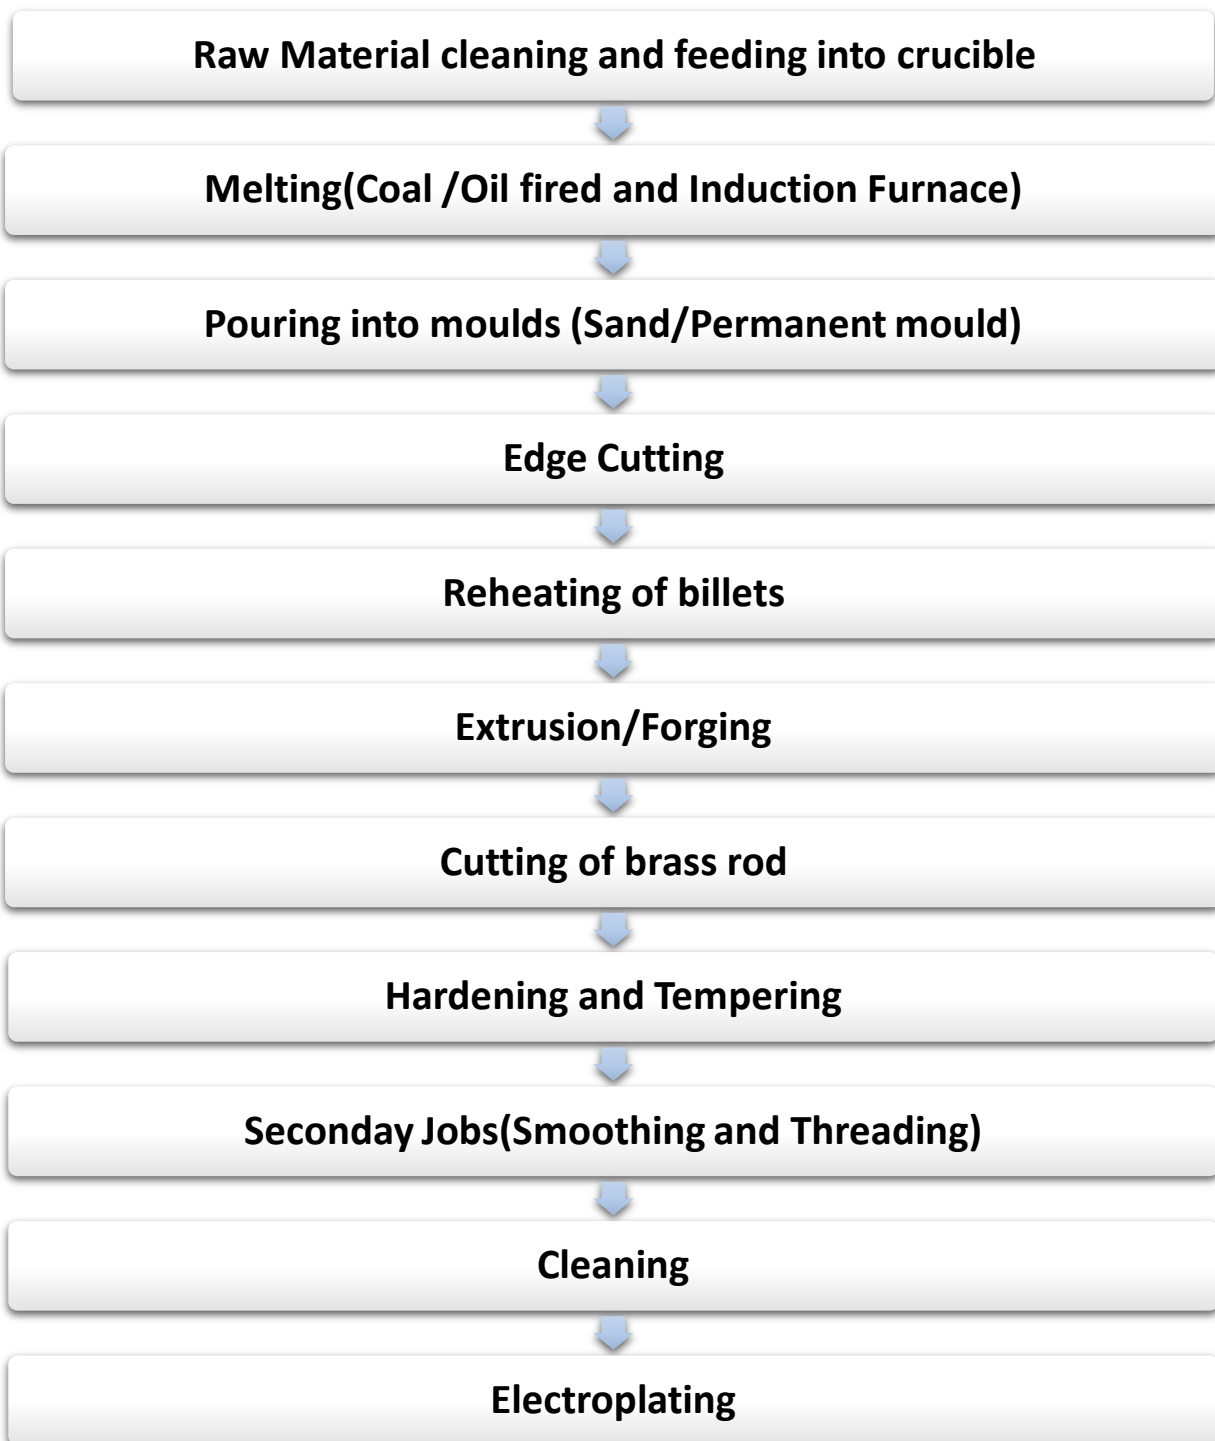 Raw Material cleaning and feeding into crucible
Melting(Coal /Oil fired and Induction Furnace)
Pouring into moulds (Sand/Permanent mould)
Edge Cutting
Reheating of billets
Extrusion/Forging
Cutting of brass rod
Hardening and Tempering
Seconday Jobs(Smoothing and Threading)
Cleaning
Electroplating